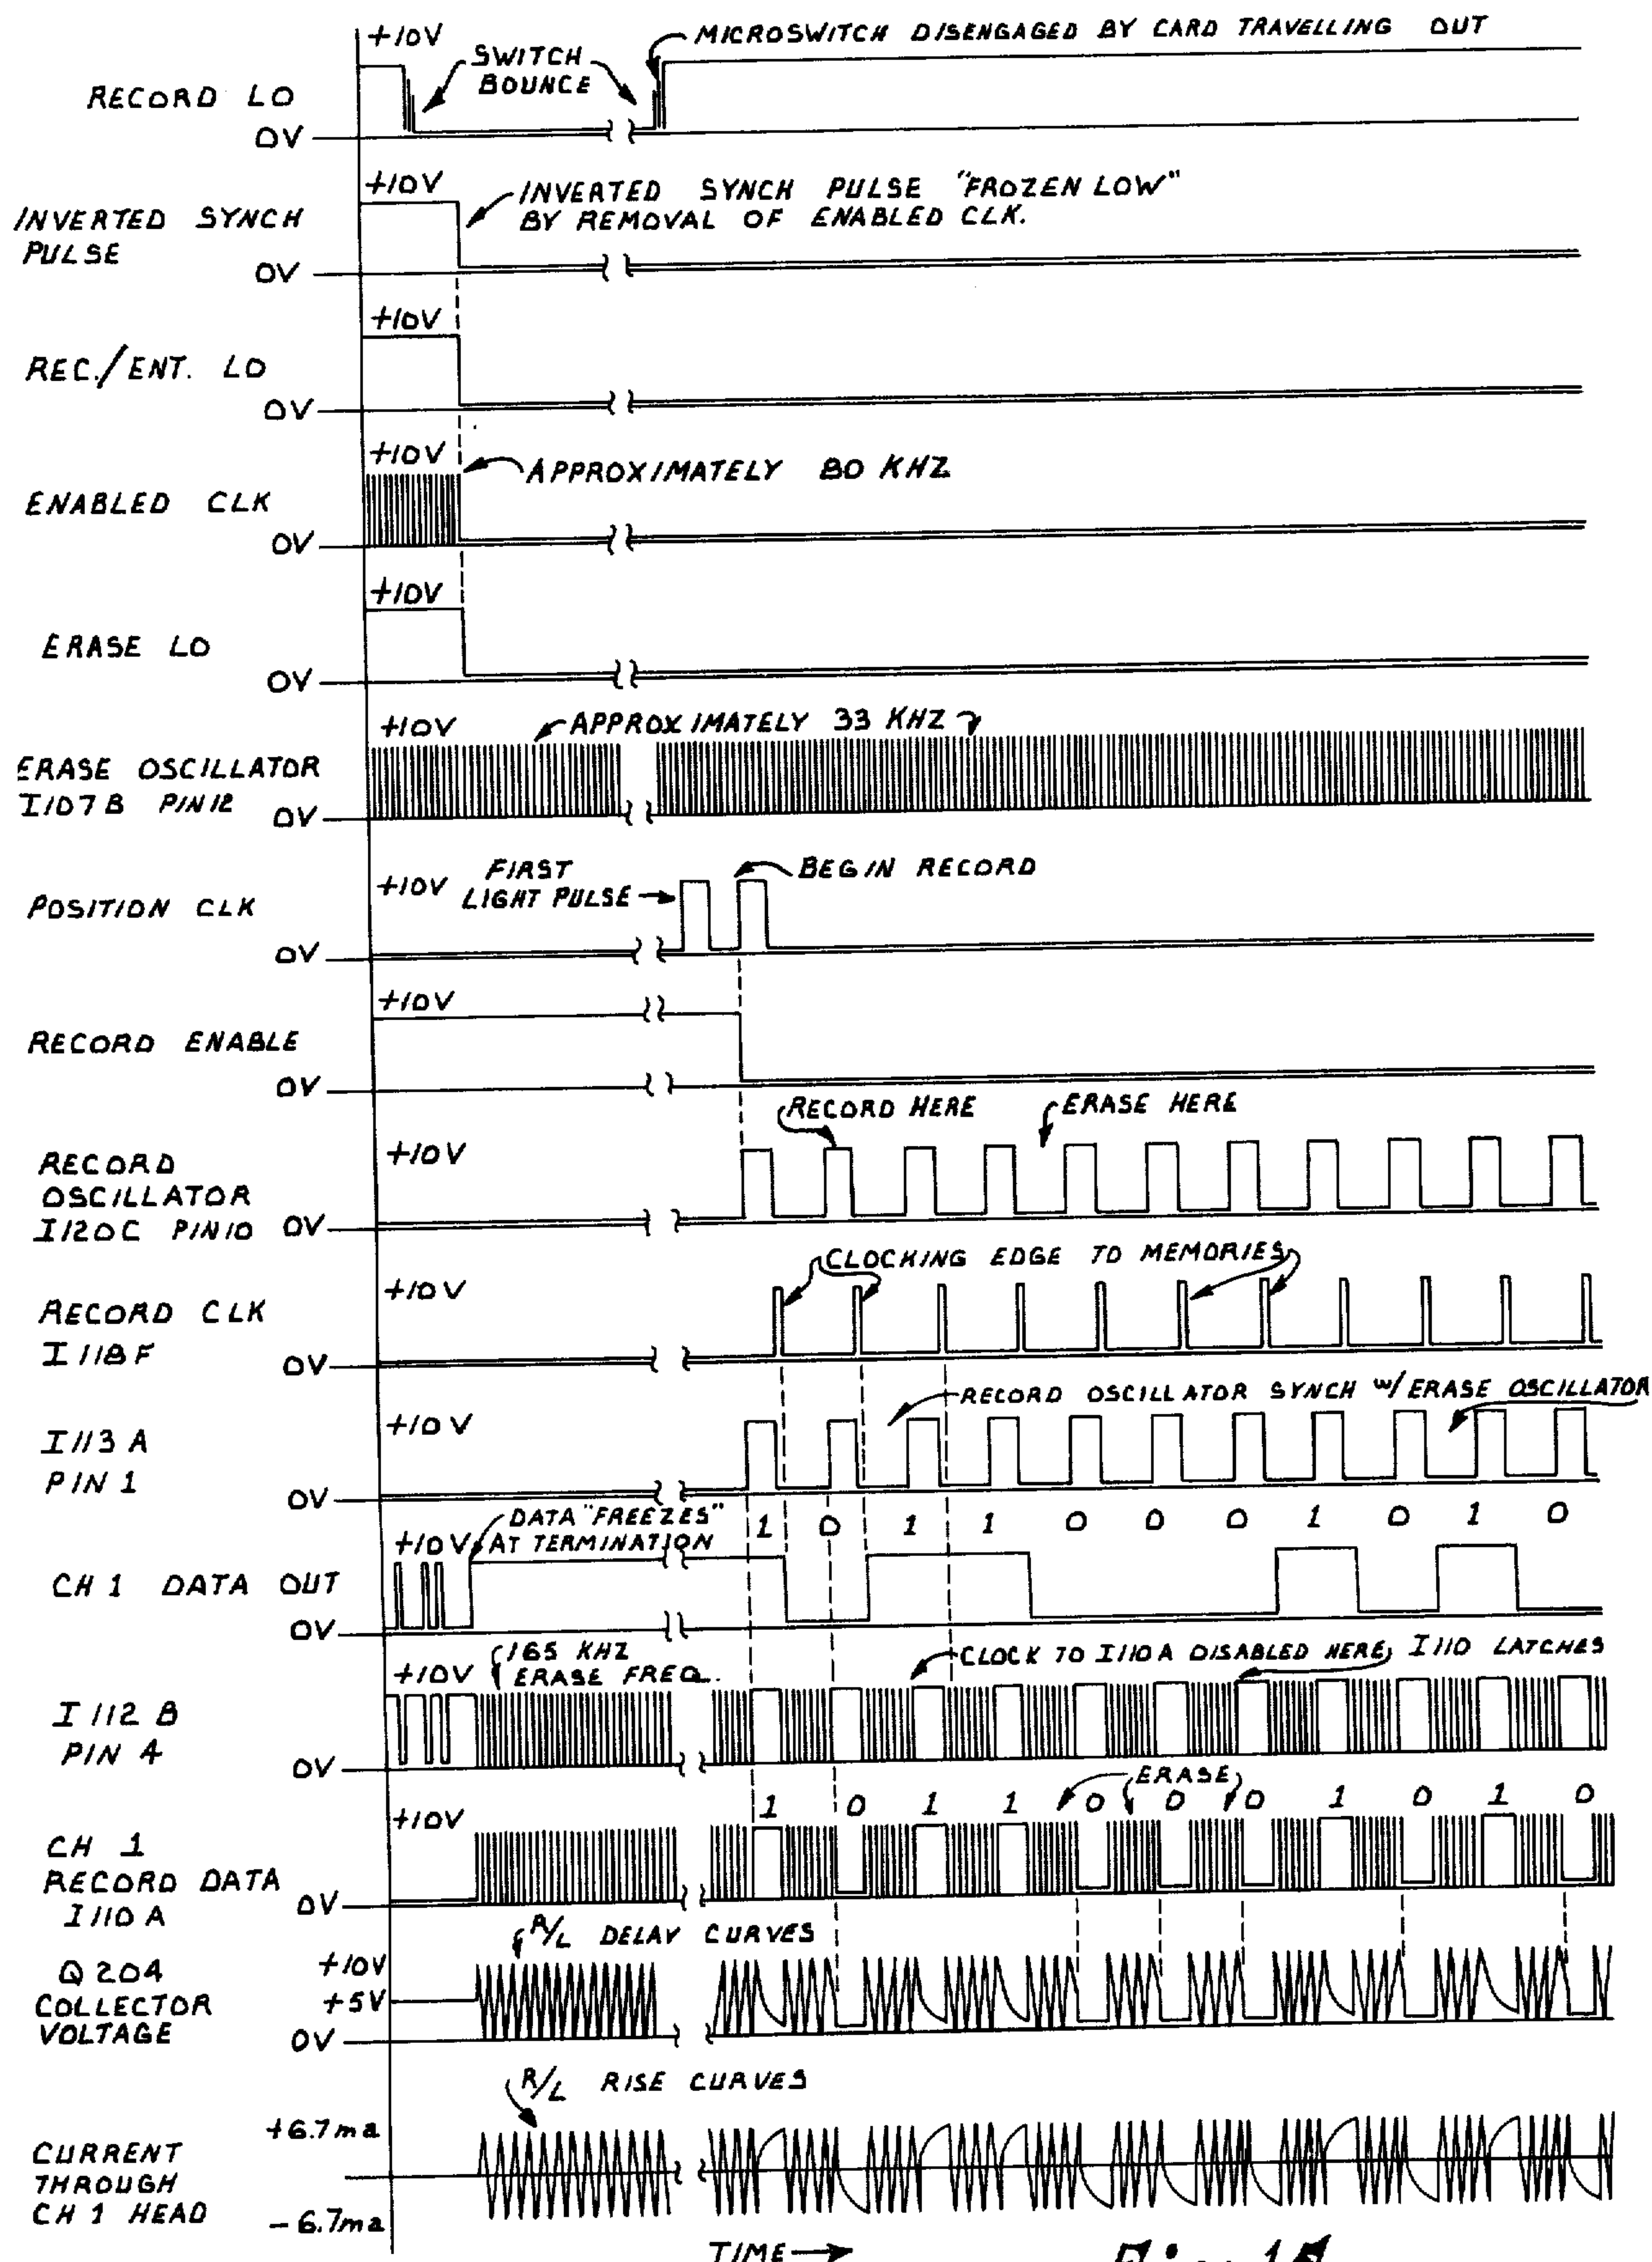 +10V
SWITCH
BOUNCE
MICROSWITCH DISENGAGED BY CARD TRAVELLING OUT
RECORD LO
0V
+10V
INVERTED SYNCH PULSE "FROZEN LOW"
BY REMOVAL OF ENABLED CLK.
INVERTED SYNCH
PULSE
0V
+10V
REC./ENT. LO
0V
+10V
APPROXIMATELY 80 KHZ
ENABLED CLK
0V
+10V
ERASE LO
0V
+10V
APPROXIMATELY 33 KHZ
ERASE OSCILLATOR
I107B PIN12
0V
+10V
FIRST
LIGHT PULSE
BEGIN RECORD
POSITION CLK
0V
+10V
RECORD ENABLE
0V
RECORD HERE
ERASE HERE
+10V
RECORD
OSCILLATOR
I120C PIN10
0V
CLOCKING EDGE TO MEMORIES
+10V
RECORD CLK
I118F
0V
RECORD OSCILLATOR SYNCH W/ERASE OSCILLATOR
+10V
I113A
PIN 1
0V
1 0 1 1 0 0 0 1 0 1 0
+10V
DATA "FREEZES"
AT TERMINATION
CH 1 DATA OUT
0V
+10V
165 KHZ
ERASE FREQ.
CLOCK TO I110A DISABLED HERE, I110 LATCHES
I112B
PIN 4
0V
ERASE
1 0 1 1 0 0 0 1 0 1 0
+10V
CH 1
RECORD DATA
I110A
0V
R/L DELAY CURVES
Q204
COLLECTOR
VOLTAGE
+10V
+5V
0V
R/L RISE CURVES
+6.7ma
CURRENT
THROUGH
CH 1 HEAD
-6.7ma
TIME